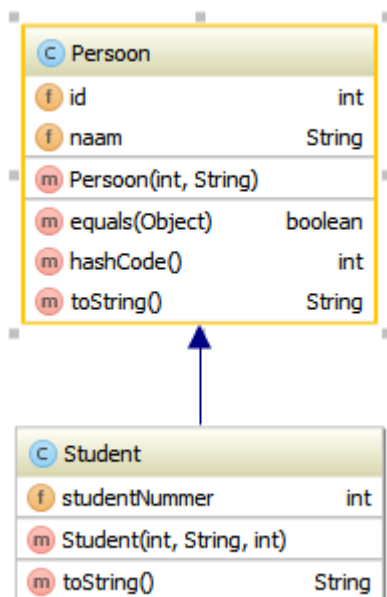 C Persoon
f id int
f naam String
m Persoon(int, String)
m equals(Object) boolean
m hashCode() int
m toString() String
C Student
f studentNummer int
m Student(int, String, int)
m toString() String